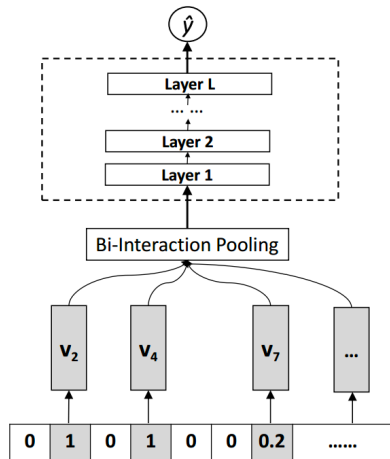 ŷ
Layer L
... ...
Layer 2
Layer 1
Bi-Interaction Pooling
v₂ v₄ v₇ ...
0 1 0 1 0 0 0.2 ......